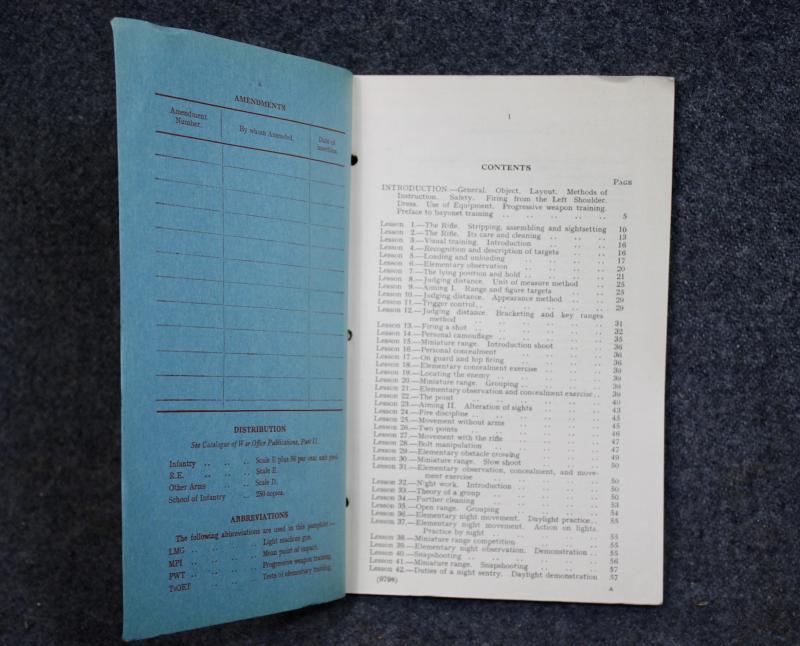 AMENDMENTS
Amendment Number.
By whom Amended.
Date of insertion.
DISTRIBUTION
See Catalogue of War Office Publications, Part II.
Infantry .. .. .. Scale E plus 50 per cent.
R.E. .. .. .. Scale E.
Other Arms .. .. Scale D.
School of Infantry .. 250 copies.
ABBREVIATIONS
The following abbreviations are used in this pamphlet:—
LMG .. .. .. .. Light machine gun.
MPI .. .. .. .. Mean point of impact.
PWT .. .. .. .. Progressive weapon training.
TsOET .. .. .. .. Tests of elementary training.
1
CONTENTS
PAGE
INTRODUCTION.—General. Object. Layout. Methods of
Instruction. Safety. Firing from the Left Shoulder.
Dress. Use of Equipment. Progressive weapon training.
Preface to bayonet training .. .. .. .. .. 5
Lesson 1.—The Rifle. Stripping, assembling and sightsetting 10
Lesson 2.—The Rifle. Its care and cleaning .. .. .. 13
Lesson 3.—Visual training. Introduction .. .. .. 16
Lesson 4.—Recognition and description of targets .. .. 16
Lesson 5.—Loading and unloading .. .. .. .. 17
Lesson 6.—Elementary observation .. .. .. .. 20
Lesson 7.—The lying position and hold .. .. .. .. 21
Lesson 8.—Judging distance. Unit of measure method .. 25
Lesson 9.—Aiming I. Range and figure targets .. .. 25
Lesson 10.—Judging distance. Appearance method .. .. 29
Lesson 11.—Trigger control .. .. .. .. .. 29
Lesson 12.—Judging distance. Bracketing and key ranges
method .. .. .. .. .. 31
Lesson 13.—Firing a shot .. .. .. .. .. 32
Lesson 14.—Personal camouflage .. .. .. .. 35
Lesson 15.—Miniature range. Introduction shoot .. .. 36
Lesson 16.—Personal concealment .. .. .. .. 36
Lesson 17.—On guard and hip firing .. .. .. .. 36
Lesson 18.—Elementary concealment exercise .. .. .. 38
Lesson 19.—Locating the enemy .. .. .. .. 39
Lesson 20.—Miniature range. Grouping .. .. .. 38
Lesson 21.—Elementary observation and concealment exercise .. 39
Lesson 22.—The point .. .. .. .. .. 40
Lesson 23.—Aiming II. Alteration of sights .. .. .. 43
Lesson 24.—Fire discipline .. .. .. .. .. 45
Lesson 25.—Movement without arms .. .. .. .. 45
Lesson 26.—Two points .. .. .. .. .. 46
Lesson 27.—Movement with the rifle .. .. .. .. 47
Lesson 28.—Bolt manipulation .. .. .. .. 47
Lesson 29.—Elementary obstacle crossing .. .. .. 49
Lesson 30.—Miniature range. Slow shoot .. .. .. 50
Lesson 31.—Elementary observation, concealment, and move-
ment exercise .. .. .. .. .. 50
Lesson 32.—Night work. Introduction .. .. .. .. 50
Lesson 33.—Theory of a group .. .. .. .. 50
Lesson 34.—Further cleaning .. .. .. .. 53
Lesson 35.—Open range. Grouping .. .. .. .. 54
Lesson 36.—Elementary night movement. Daylight practice .. 55
Lesson 37.—Elementary night movement. Action on lights.
Practice by night .. .. .. .. 55
Lesson 38.—Miniature range competition .. .. .. 55
Lesson 39.—Elementary night observation. Demonstration .. 55
Lesson 40.—Snapshooting .. .. .. .. .. 56
Lesson 41.—Miniature range. Snapshooting .. .. .. 57
Lesson 42.—Duties of a night sentry. Daylight demonstration 57
(9798)
A